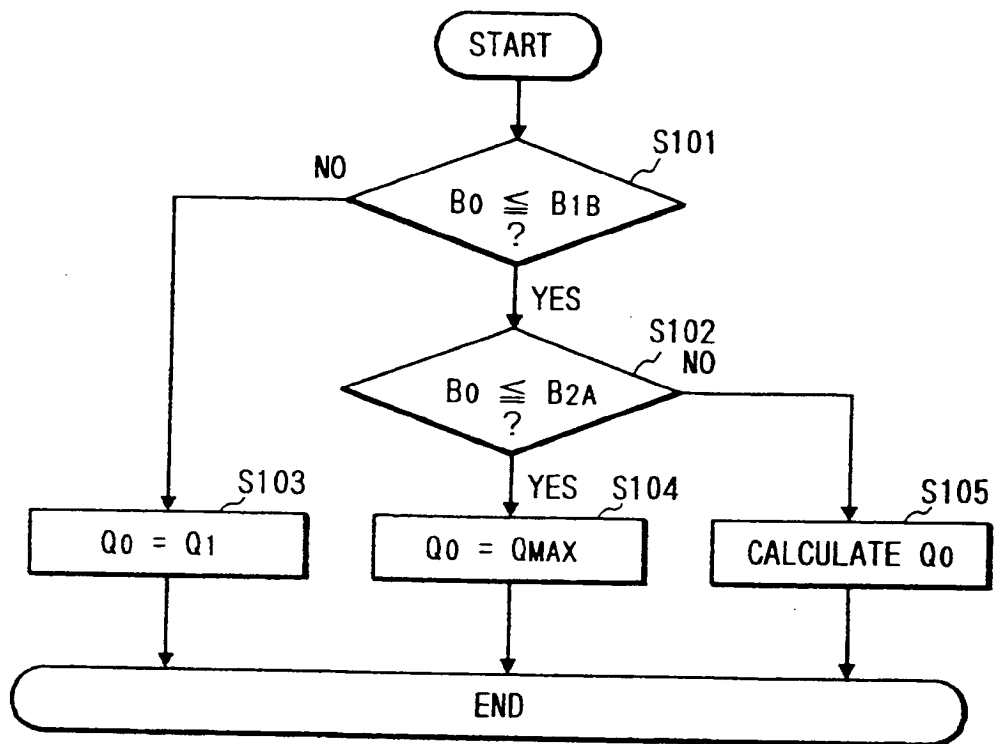 START
S101
NO
B0 ≦ B1B
?
YES
S102
NO
B0 ≦ B2A
?
YES
S103
Q0 = Q1
S104
Q0 = QMAX
S105
CALCULATE Q0
END